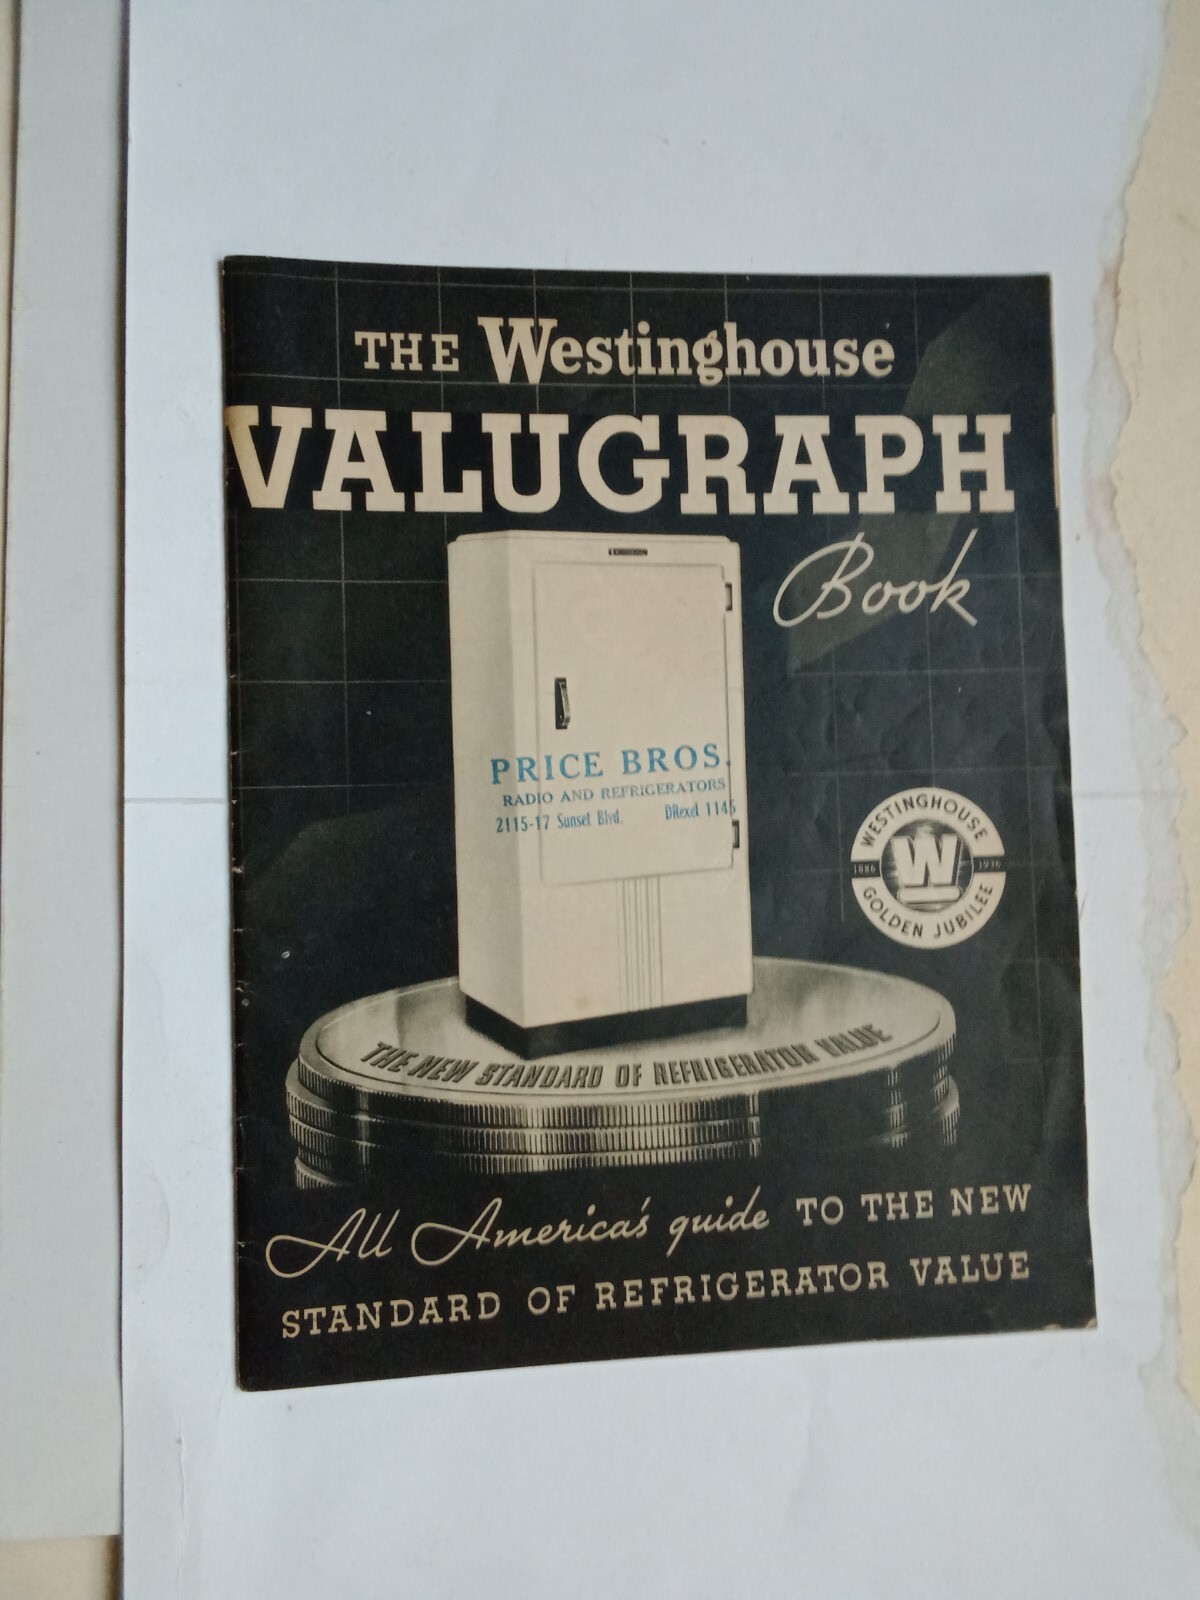 THE Westinghouse
VALUGRAPH
Book
PRICE BROS.
RADIO AND REFRIGERATORS
2115-17 Sunset Blvd. DRexel 1145
WESTINGHOUSE
1886 W 1936
GOLDEN JUBILEE
THE NEW STANDARD OF REFRIGERATOR VALUE
All America's guide TO THE NEW
STANDARD OF REFRIGERATOR VALUE